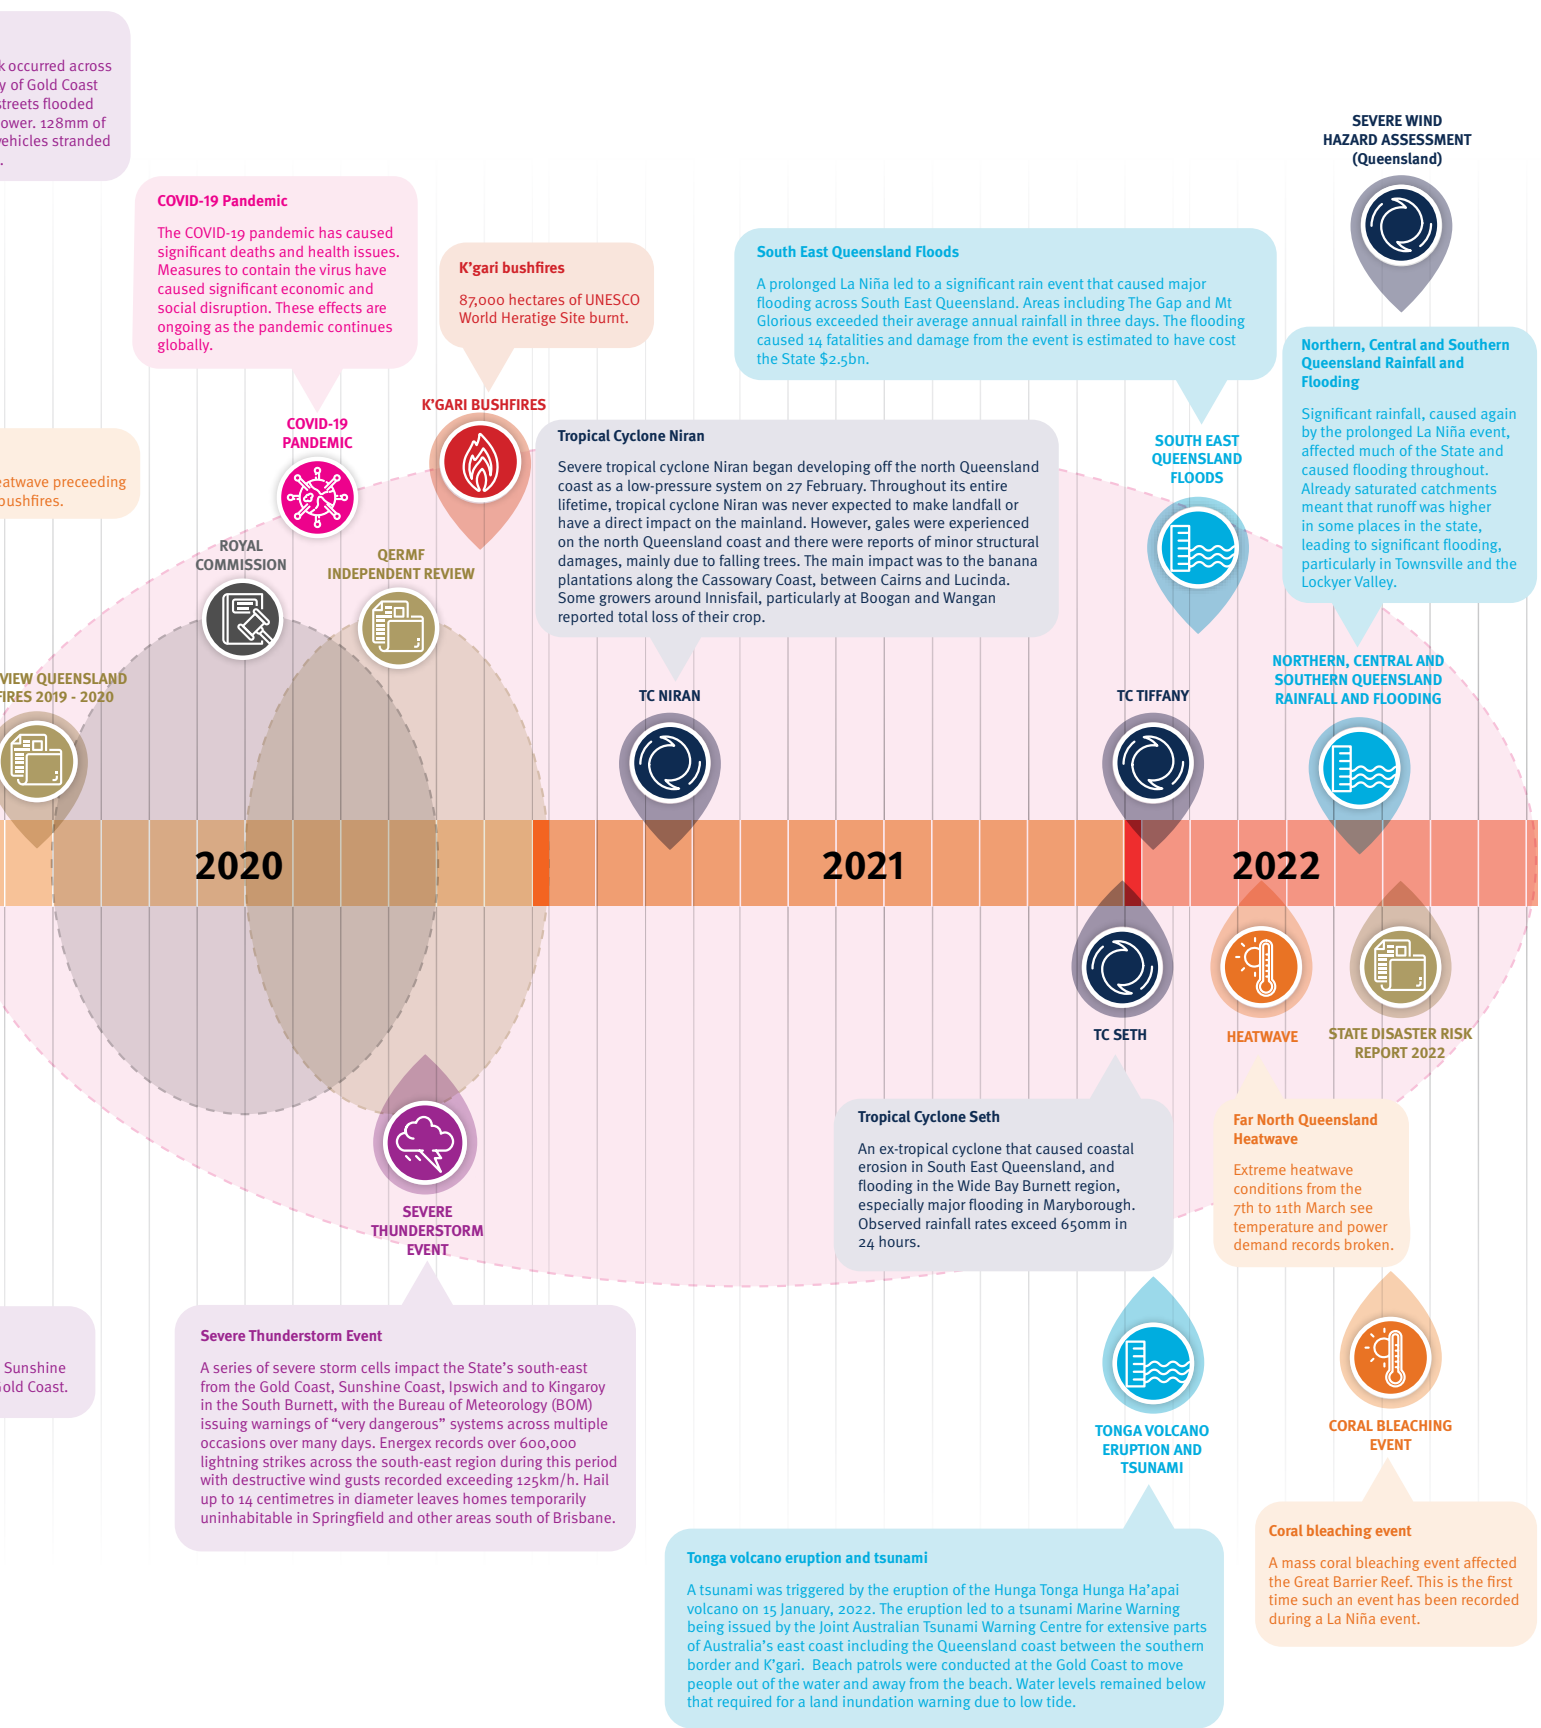 occurred across
of Gold Coast
flooded
128mm of
stranded
COVID-19 Pandemic
The COVID-19 pandemic has caused
significant deaths and health issues.
Measures to contain the virus have
caused significant economic and
social disruption. These effects are
ongoing as the pandemic continues
globally.
COVID-19
PANDEMIC
K'gari bushfires
87,000 hectares of UNESCO
World Heratige Site burnt.
K'GARI BUSHFIRES
South East Queensland Floods
A prolonged La Niña led to a significant rain event that caused major
flooding across South East Queensland. Areas including The Gap and Mt
Glorious exceeded their average annual rainfall in three days. The flooding
caused 14 fatalities and damage from the event is estimated to have cost
the State $2.5bn.
SOUTH EAST
QUEENSLAND
FLOODS
SEVERE WIND
HAZARD ASSESSMENT
(Queensland)
Northern, Central and Southern
Queensland Rainfall and
Flooding
Significant rainfall, caused again
by the prolonged La Niña event,
affected much of the State and
caused flooding throughout.
Already saturated catchments
meant that runoff was higher
in some places in the state,
leading to significant flooding,
particularly in Townsville and the
Lockyer Valley.
NORTHERN, CENTRAL AND
SOUTHERN QUEENSLAND
RAINFALL AND FLOODING
preceeding
bushfires.
ROYAL
COMMISSION
QERMF
INDEPENDENT REVIEW
Tropical Cyclone Niran
Severe tropical cyclone Niran began developing off the north Queensland
coast as a low-pressure system on 27 February. Throughout its entire
lifetime, tropical cyclone Niran was never expected to make landfall or
have a direct impact on the mainland. However, gales were experienced
on the north Queensland coast and there were reports of minor structural
damages, mainly due to falling trees. The main impact was to the banana
plantations along the Cassowary Coast, between Cairns and Lucinda.
Some growers around Innisfail, particularly at Boogan and Wangan
reported total loss of their crop.
TC NIRAN
TC TIFFANY
QUEENSLAND
2019 - 2020
2020
2021
2022
TC SETH
HEATWAVE
STATE DISASTER RISK
REPORT 2022
Tropical Cyclone Seth
An ex-tropical cyclone that caused coastal
erosion in South East Queensland, and
flooding in the Wide Bay Burnett region,
especially major flooding in Maryborough.
Observed rainfall rates exceed 650mm in
24 hours.
Far North Queensland
Heatwave
Extreme heatwave
conditions from the
7th to 11th March see
temperature and power
demand records broken.
SEVERE
THUNDERSTORM
EVENT
Sunshine
Coast.
Severe Thunderstorm Event
A series of severe storm cells impact the State's south-east
from the Gold Coast, Sunshine Coast, Ipswich and to Kingaroy
in the South Burnett, with the Bureau of Meteorology (BOM)
issuing warnings of "very dangerous" systems across multiple
occasions over many days. Energex records over 600,000
lightning strikes across the south-east region during this period
with destructive wind gusts recorded exceeding 125km/h. Hail
up to 14 centimetres in diameter leaves homes temporarily
uninhabitable in Springfield and other areas south of Brisbane.
TONGA VOLCANO
ERUPTION AND
TSUNAMI
Tonga volcano eruption and tsunami
A tsunami was triggered by the eruption of the Hunga Tonga Hunga Ha'apai
volcano on 15 January, 2022. The eruption led to a tsunami Marine Warning
being issued by the Joint Australian Tsunami Warning Centre for extensive parts
of Australia's east coast including the Queensland coast between the southern
border and K'gari.  Beach patrols were conducted at the Gold Coast to move
people out of the water and away from the beach. Water levels remained below
that required for a land inundation warning due to low tide.
CORAL BLEACHING
EVENT
Coral bleaching event
A mass coral bleaching event affected
the Great Barrier Reef. This is the first
time such an event has been recorded
during a La Niña event.